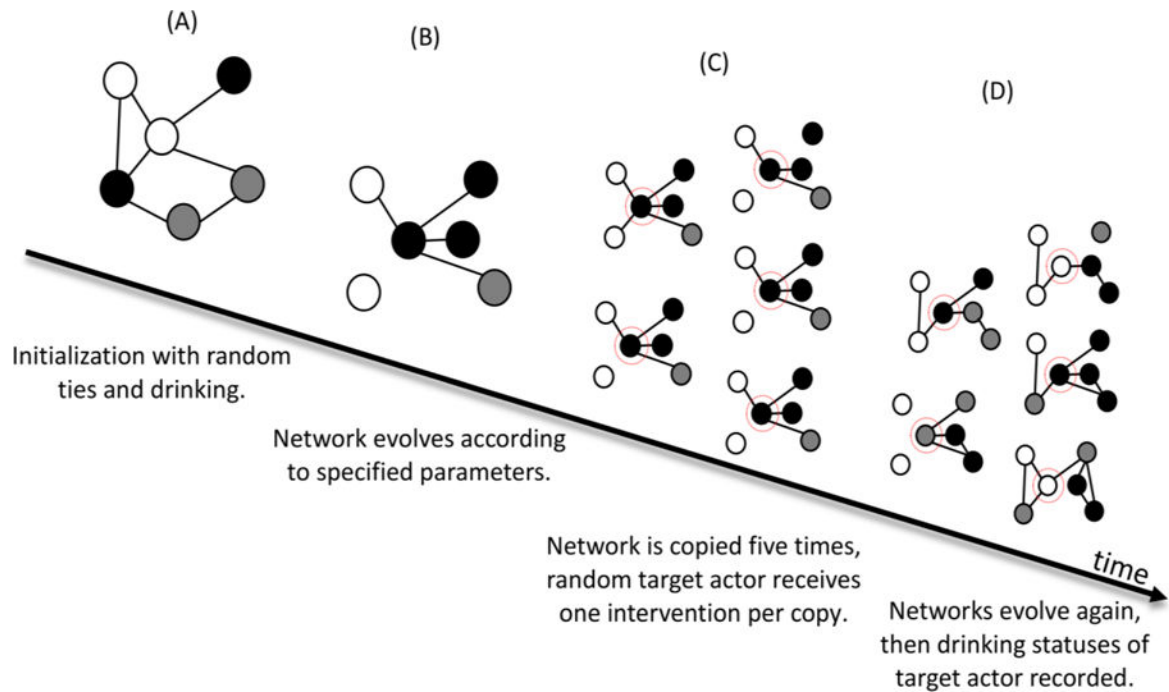 (A)
(B)
(C)
(D)
Initialization with random
ties and drinking.
Network evolves according
to specified parameters.
Network is copied five times,
random target actor receives
one intervention per copy.
time
Networks evolve again,
then drinking statuses of
target actor recorded.